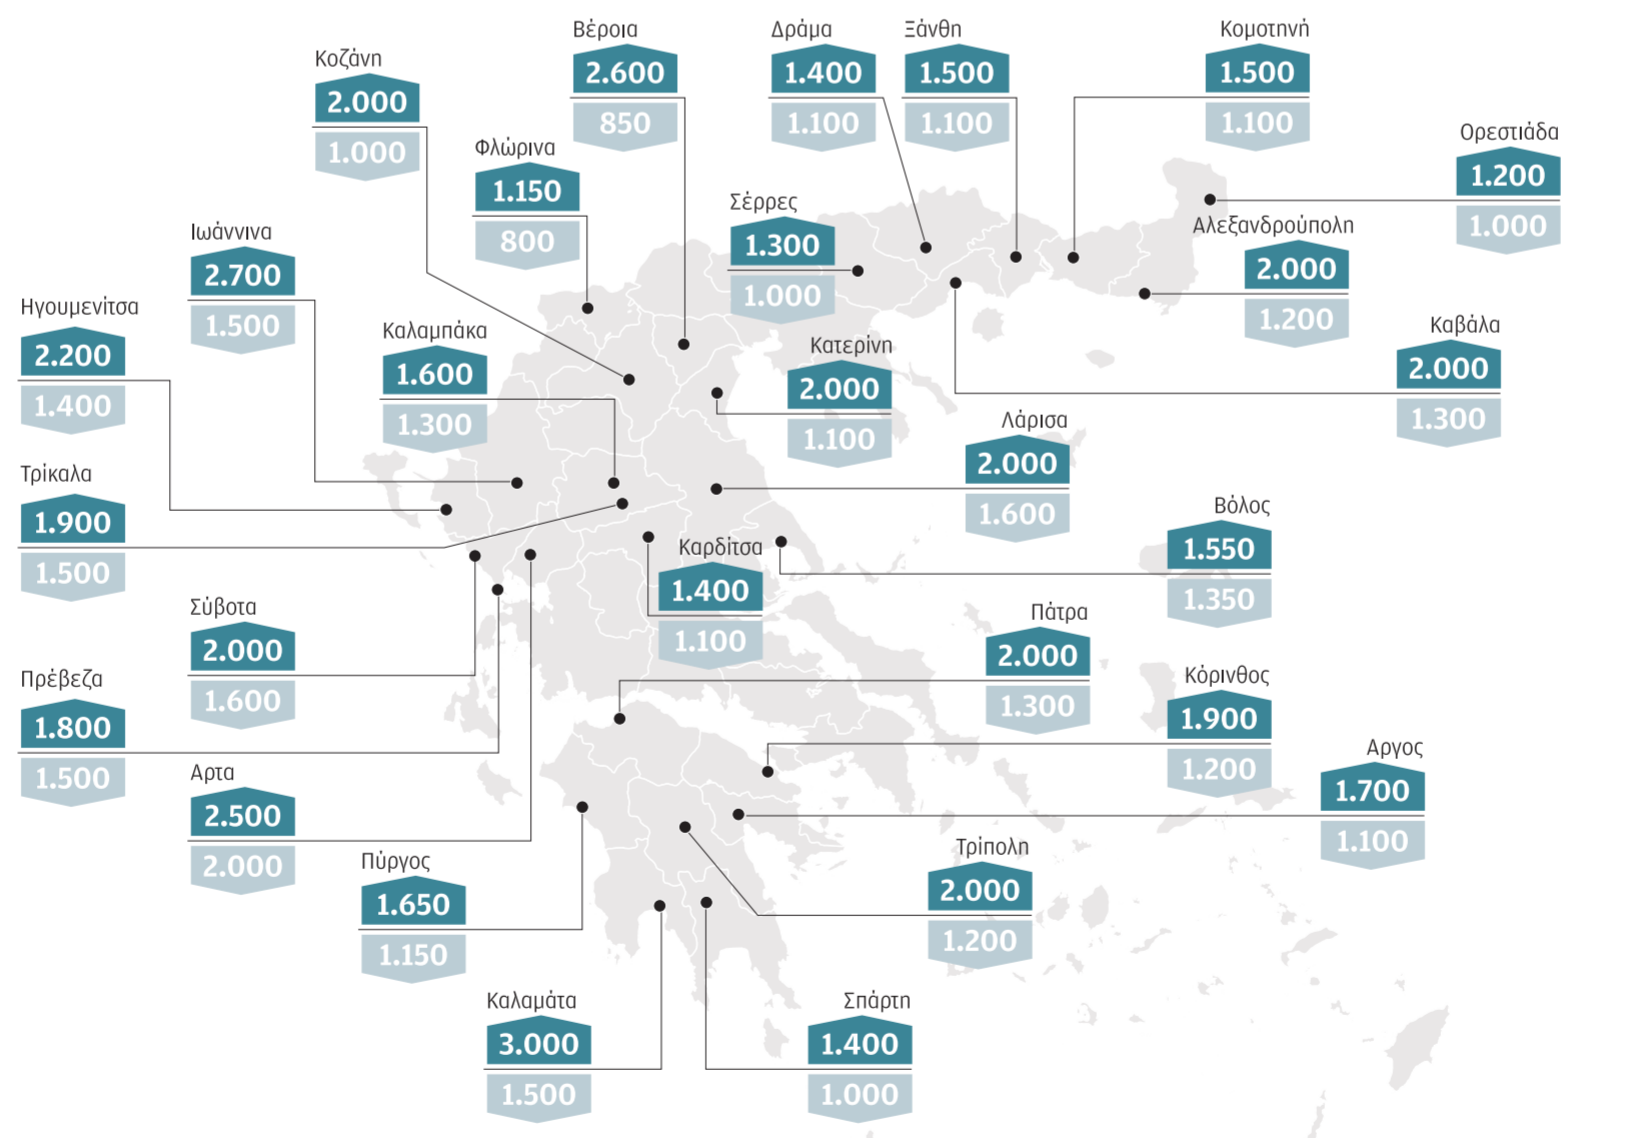 Βέροια
2.600
850
Δράμα
1.400
1.100
Ξάνθη
1.500
1.100
Κομοτηνή
1.500
1.100
Κοζάνη
2.000
1.000
Ορεστιάδα
1.200
1.000
Φλώρινα
1.150
800
Σέρρες
1.300
1.000
Αλεξανδρούπολη
2.000
1.200
Ιωάννινα
2.700
1.500
Ηγουμενίτσα
2.200
1.400
Καλαμπάκα
1.600
1.300
Κατερίνη
2.000
1.100
Καβάλα
2.000
1.300
Λάρισα
2.000
1.600
Τρίκαλα
1.900
1.500
Βόλος
1.550
1.350
Καρδίτσα
1.400
1.100
Σύβοτα
2.000
1.600
Πάτρα
2.000
1.300
Πρέβεζα
1.800
1.500
Κόρινθος
1.900
1.200
Αργος
1.700
1.100
Αρτα
2.500
2.000
Πύργος
1.650
1.150
Τρίπολη
2.000
1.200
Καλαμάτα
3.000
1.500
Σπάρτη
1.400
1.000